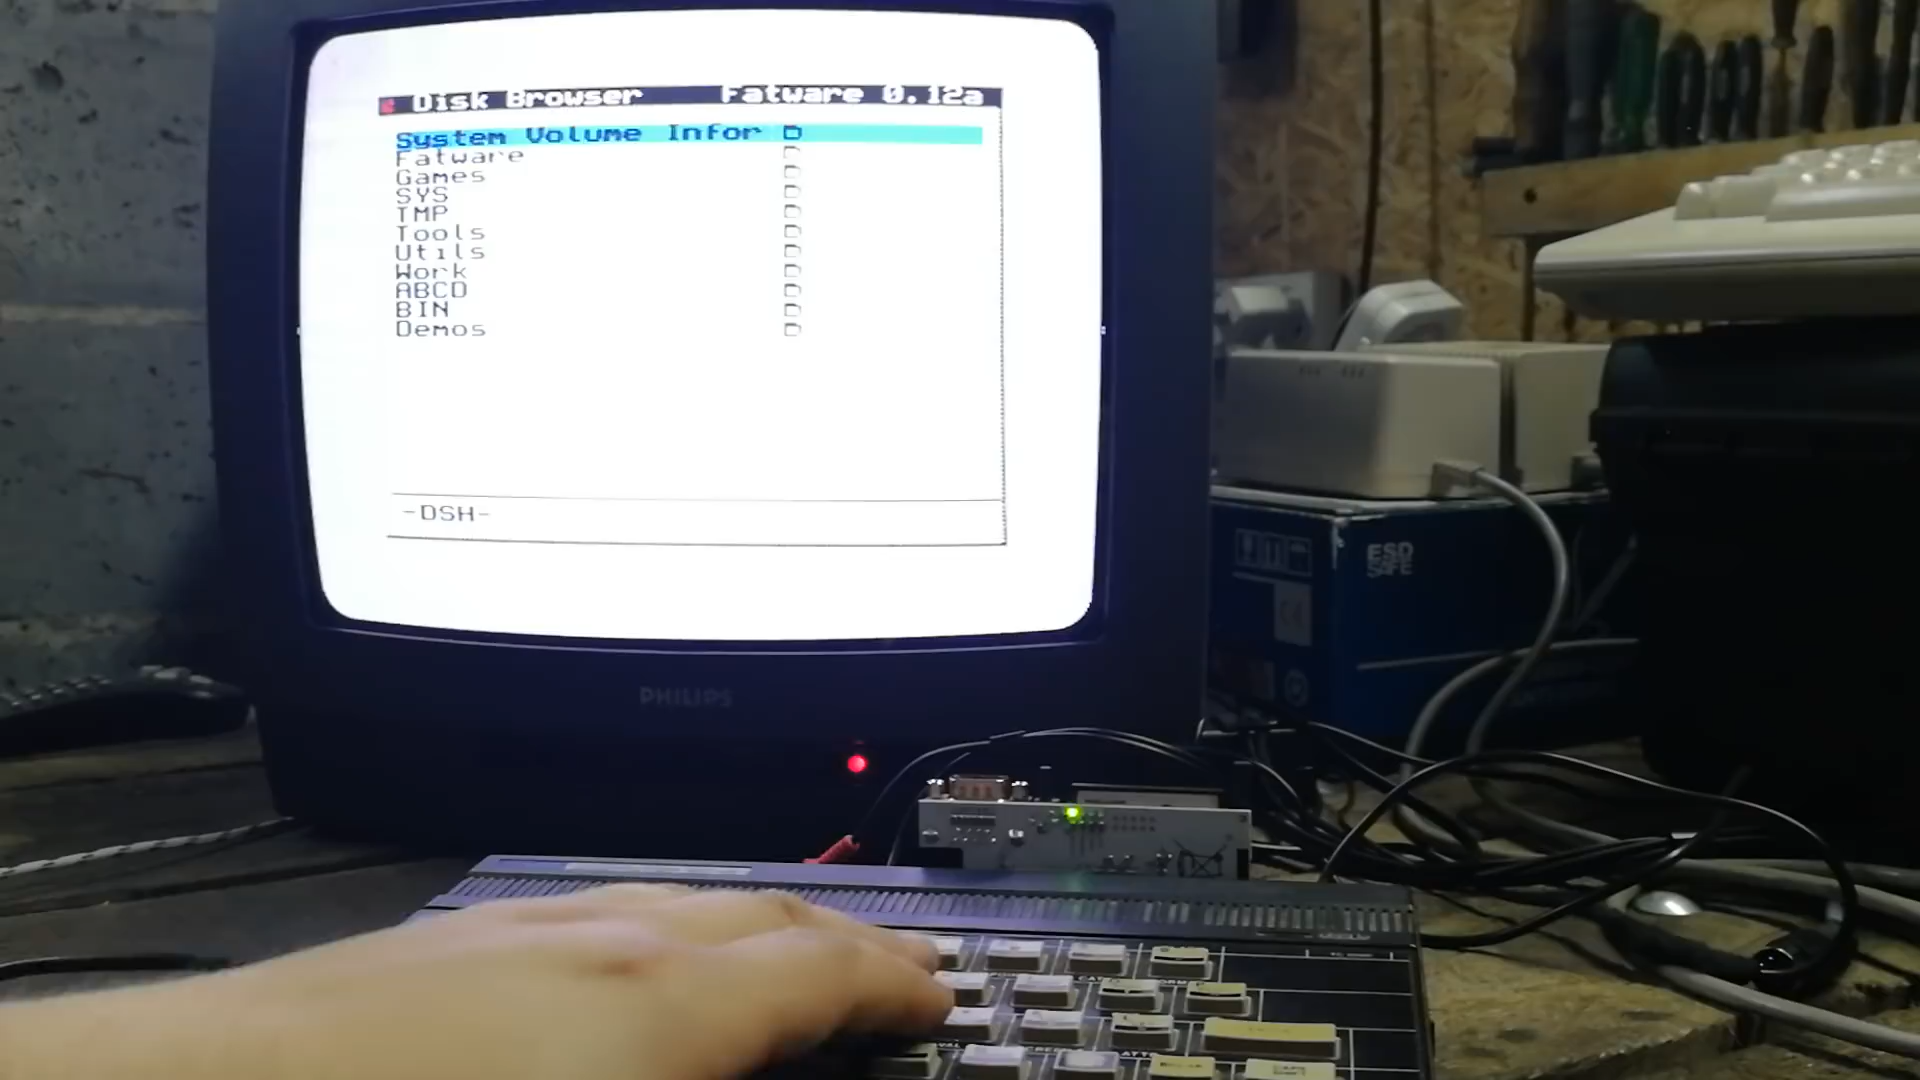 Disk Browser Fatware 0.12a
System Volume Infor D
Fatware D
Games D
SYS D
TMP D
Tools D
Utils D
Work D
ABCD D
BIN D
Demos D
-DSH-
PHILIPS
ESD
SAFE